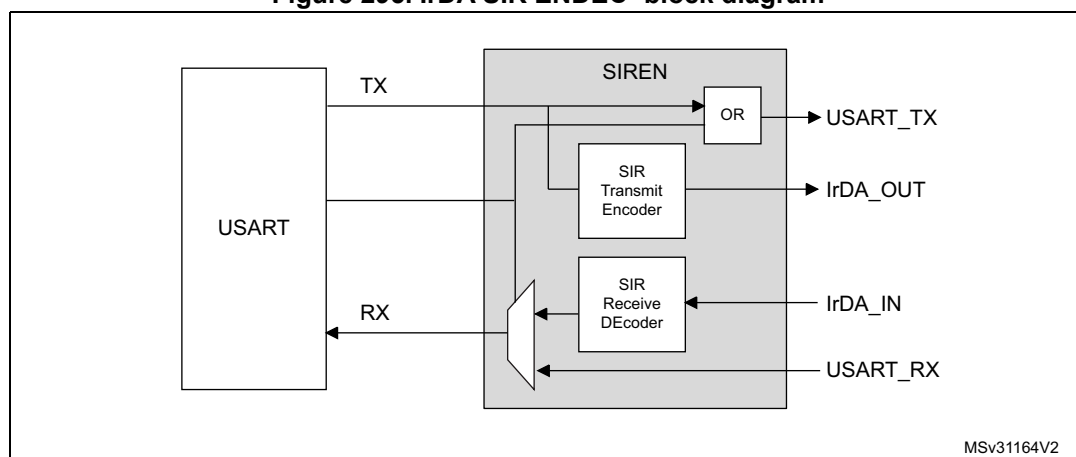 SIREN
TX
OR
USART_TX
SIR
Transmit
Encoder
IrDA_OUT
USART
SIR
Receive
DEcoder
IrDA_IN
RX
USART_RX
MSv31164V2